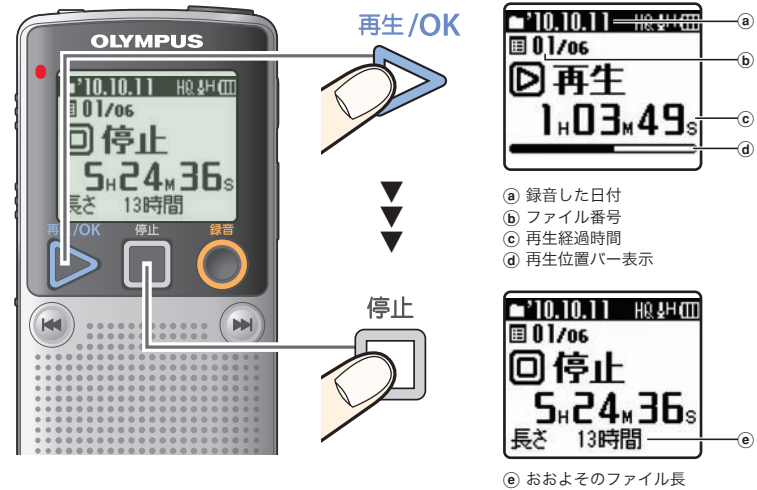 OLYMPUS
'10.10.11 HQ H
01/06
停止
5H24M36S
長さ 13時間
再生/OK 停止 録音
再生/OK
停止
'10.10.11 HQ H
01/06
再生
1H03M49S
a
b
c
d
a 録音した日付
b ファイル番号
c 再生経過時間
d 再生位置バー表示
'10.10.11 HQ H
01/06
停止
5H24M36S
長さ 13時間
e
e おおよそのファイル長